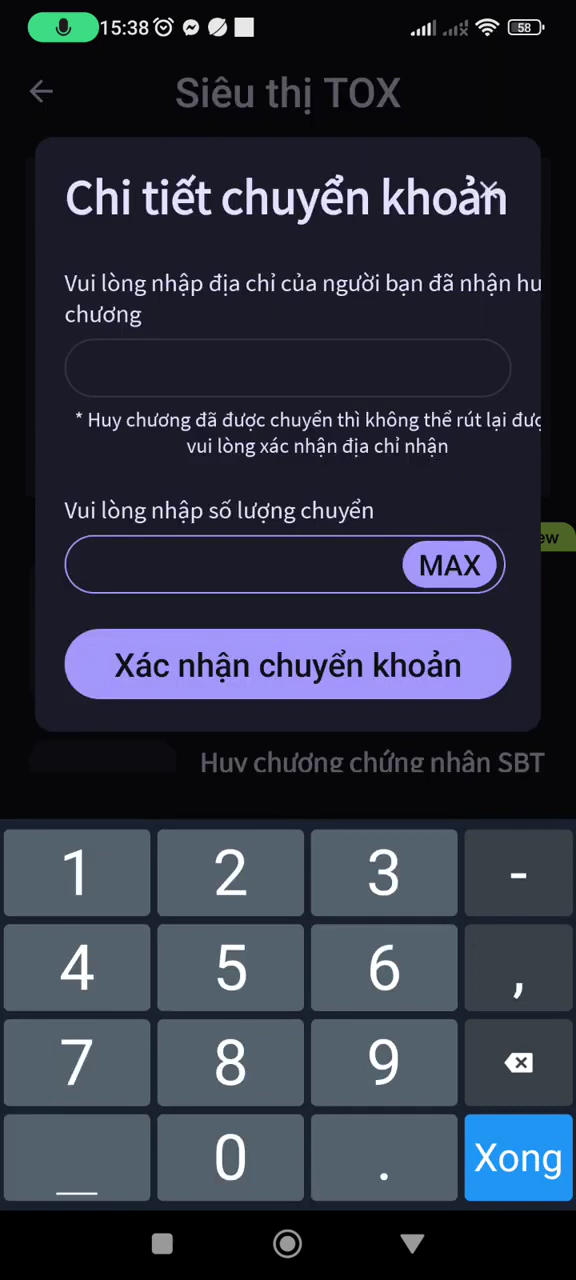 15:38
58
Siêu thị TOX
Chi tiết chuyển khoản
Vui lòng nhập địa chỉ của người bạn đã nhận hu
chương
* Huy chương đã được chuyển thì không thể rút lại đượ
vui lòng xác nhận địa chỉ nhận
Vui lòng nhập số lượng chuyển
ew
MAX
Xác nhận chuyển khoản
Huy chương chứng nhân SBT
1 2 3 -
4 5 6 ,
7 8 9
0 .
Xong